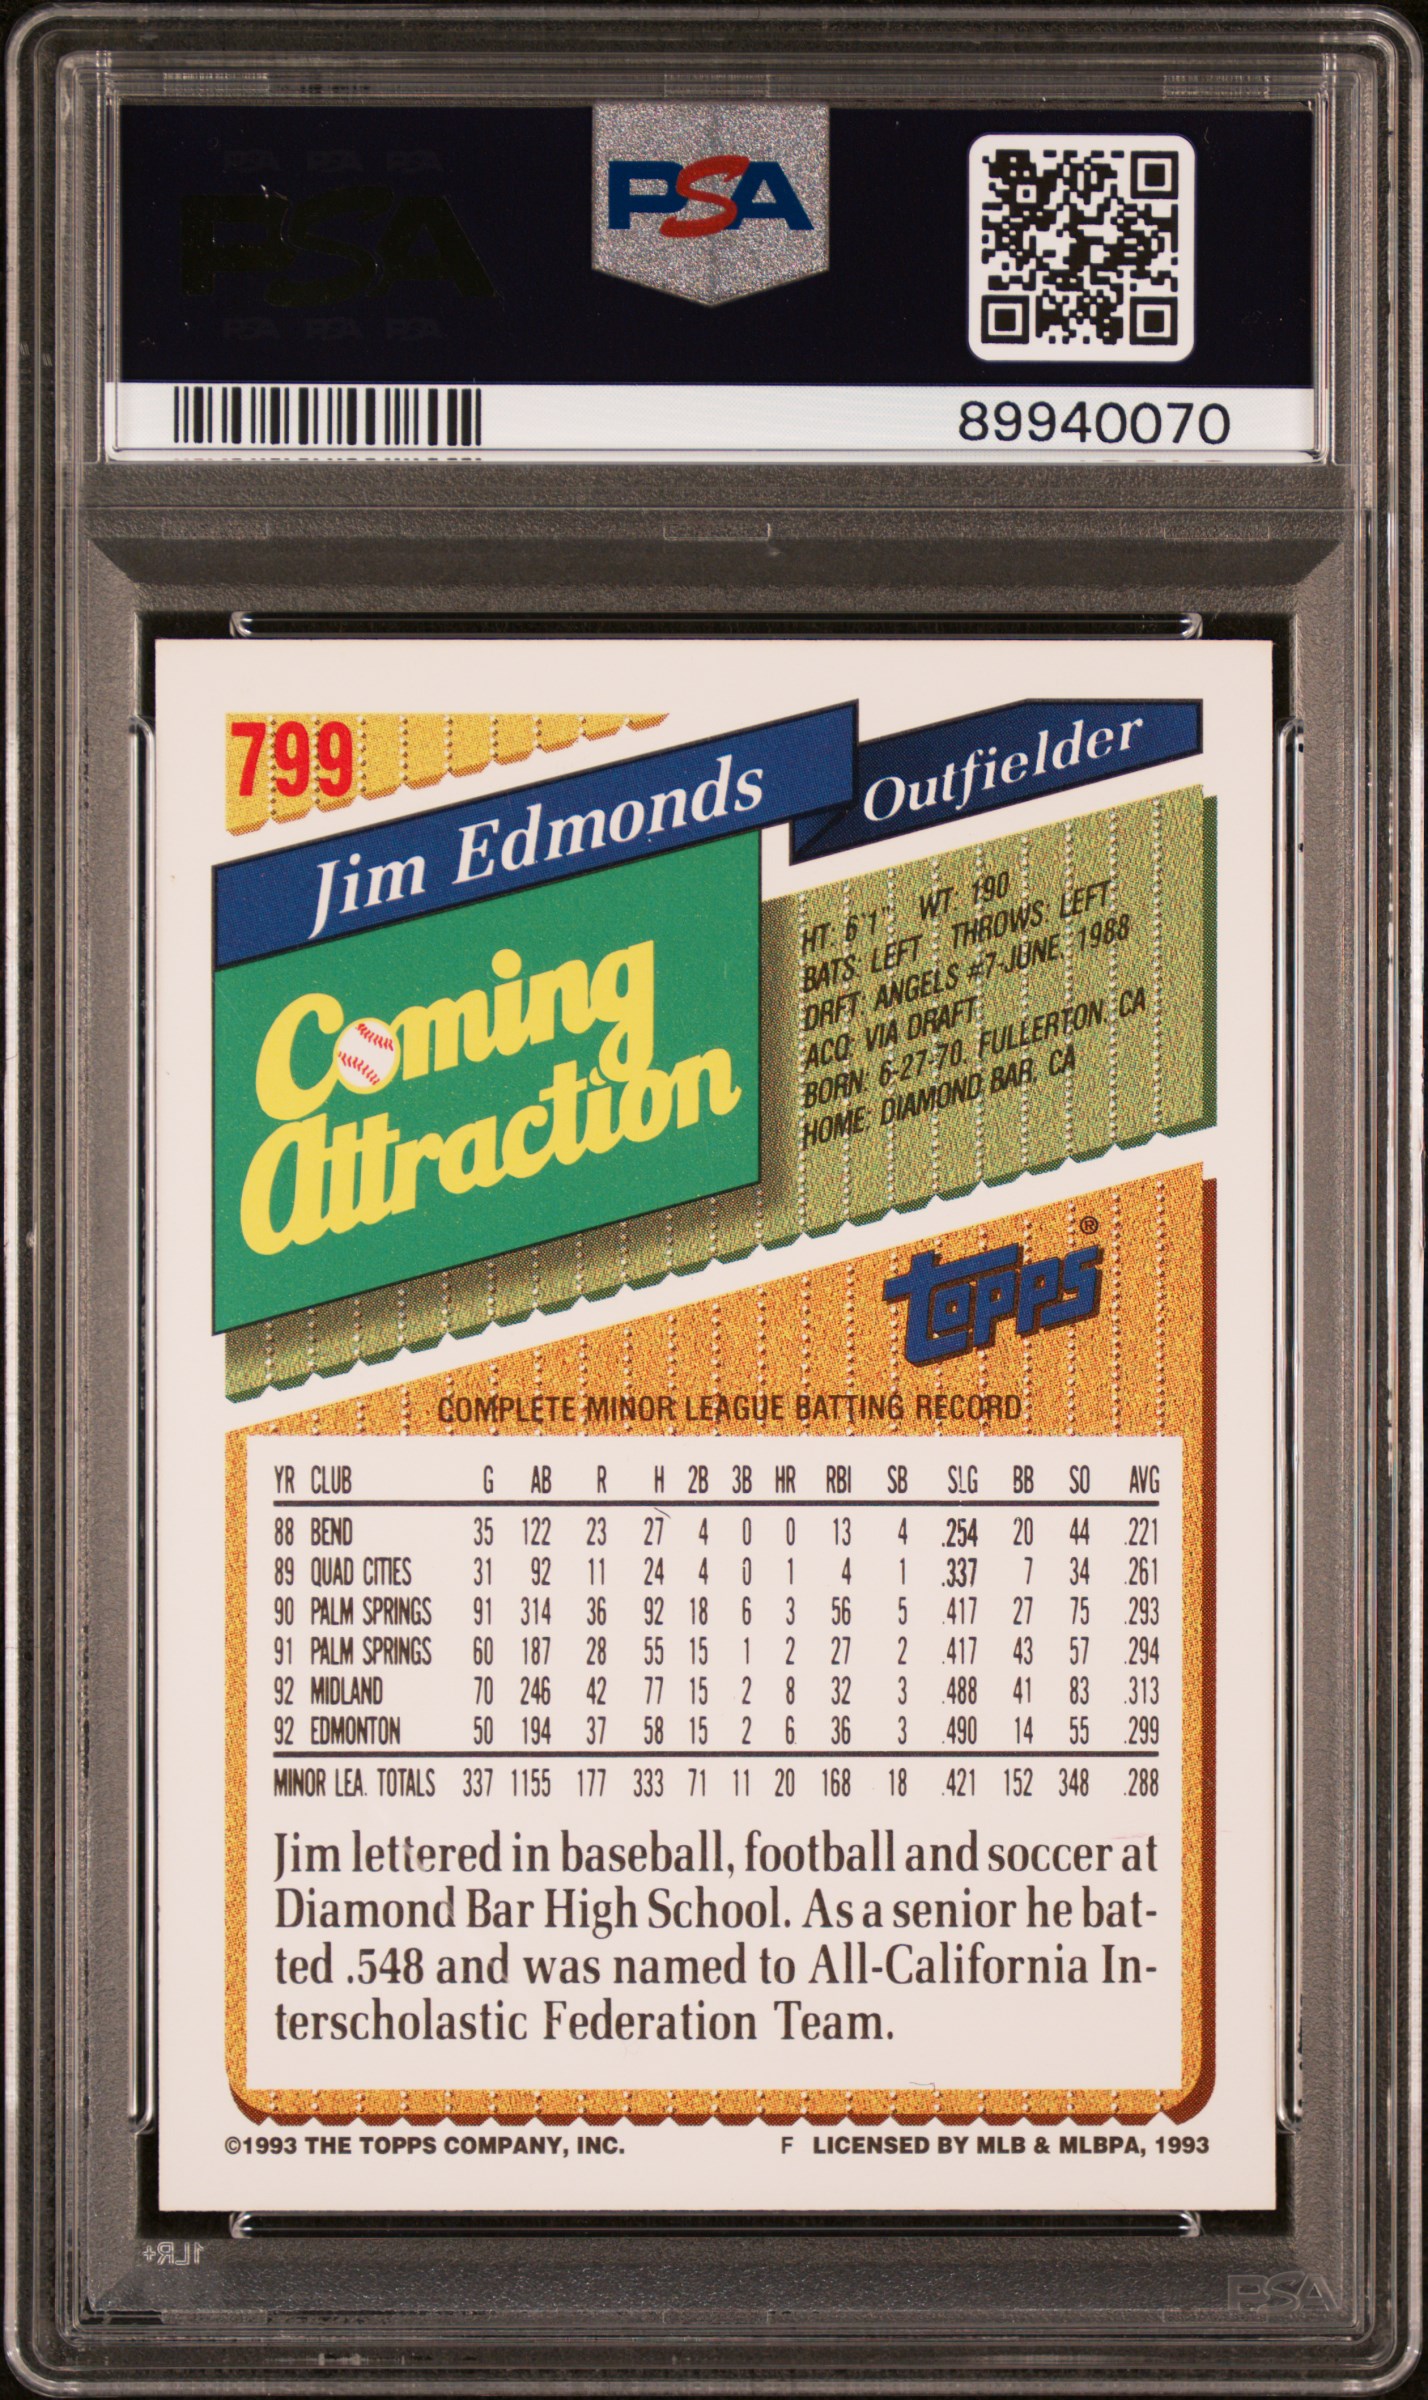 PSA PSA PSA
PSA
PSA PSA PSA
PSA
89940070
799
Jim Edmonds
Outfielder
Coming
Attraction
HT: 6'1" WT: 190
BATS: LEFT THROWS: LEFT
DRFT: ANGELS #7-JUNE, 1988
ACQ: VIA DRAFT
BORN: 6-27-70, FULLERTON, CA
HOME: DIAMOND BAR, CA
topps®
COMPLETE MINOR LEAGUE BATTING RECORD
YR CLUB G AB R H 2B 3B HR RBI SB SLG BB SO AVG
88 BEND 35 122 23 27 4 0 0 13 4 .254 20 44 .221
89 QUAD CITIES 31 92 11 24 4 0 1 4 1 .337 7 34 .261
90 PALM SPRINGS 91 314 36 92 18 6 3 56 5 .417 27 75 .293
91 PALM SPRINGS 60 187 28 55 15 1 2 27 2 .417 43 57 .294
92 MIDLAND 70 246 42 77 15 2 8 32 3 .488 41 83 .313
92 EDMONTON 50 194 37 58 15 2 6 36 3 .490 14 55 .299
MINOR LEA. TOTALS 337 1155 177 333 71 11 20 168 18 .421 152 348 .288
Jim lettered in baseball, football and soccer at
Diamond Bar High School. As a senior he bat-
ted .548 and was named to All-California In-
terscholastic Federation Team.
©1993 THE TOPPS COMPANY, INC.
F LICENSED BY MLB & MLBPA, 1993
1LR+
PSA